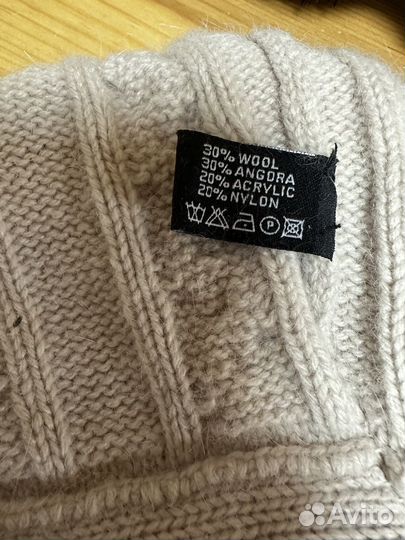 30% WOOL
30% ANGORA
20% ACRYLIC
20% NYLON
P
Avito